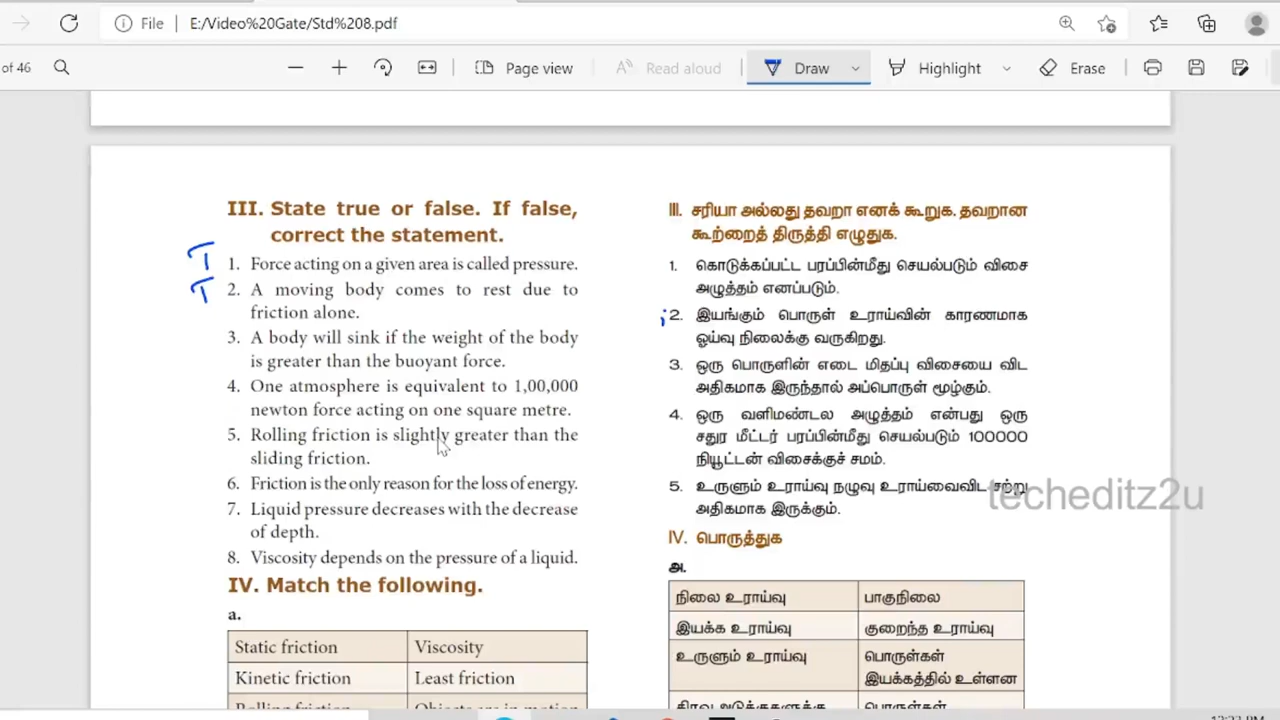 File E:/Video%20Gate/Std%208.pdf
of 46
Page view
Read aloud
Draw
Highlight
Erase
III. State true or false. If false,
correct the statement.
T
1. Force acting on a given area is called pressure.
T
2. A moving body comes to rest due to
friction alone.
3. A body will sink if the weight of the body
is greater than the buoyant force.
4. One atmosphere is equivalent to 1,00,000
newton force acting on one square metre.
5. Rolling friction is slightly greater than the
sliding friction.
6. Friction is the only reason for the loss of energy.
7. Liquid pressure decreases with the decrease
of depth.
8. Viscosity depends on the pressure of a liquid.
IV. Match the following.
a.
Static friction Viscosity
Kinetic friction Least friction
Rolling friction Objects are in motion
III. சரியா அல்லது தவறா எனக் கூறுக. தவறான
கூற்றைத் திருத்தி எழுதுக.
1. கொடுக்கப்பட்ட பரப்பின்மீது செயல்படும் விசை
அழுத்தம் எனப்படும்.
2. இயங்கும் பொருள் உராய்வின் காரணமாக
ஓய்வு நிலைக்கு வருகிறது.
3. ஒரு பொருளின் எடை மிதப்பு விசையை விட
அதிகமாக இருந்தால் அப்பொருள் மூழ்கும்.
4. ஒரு வளிமண்டல அழுத்தம் என்பது ஒரு
சதுர மீட்டர் பரப்பின்மீது செயல்படும் 100000
நியூட்டன் விசைக்குச் சமம்.
5. உருளும் உராய்வு நழுவு உராய்வைவிட சற்று
அதிகமாக இருக்கும்.
techeditz2u
IV. பொருத்துக
அ.
நிலை உராய்வு பாகுநிலை
இயக்க உராய்வு குறைந்த உராய்வு
உருளும் உராய்வு பொருள்கள்
இயக்கத்தில் உள்ளன
பொருள்கள்